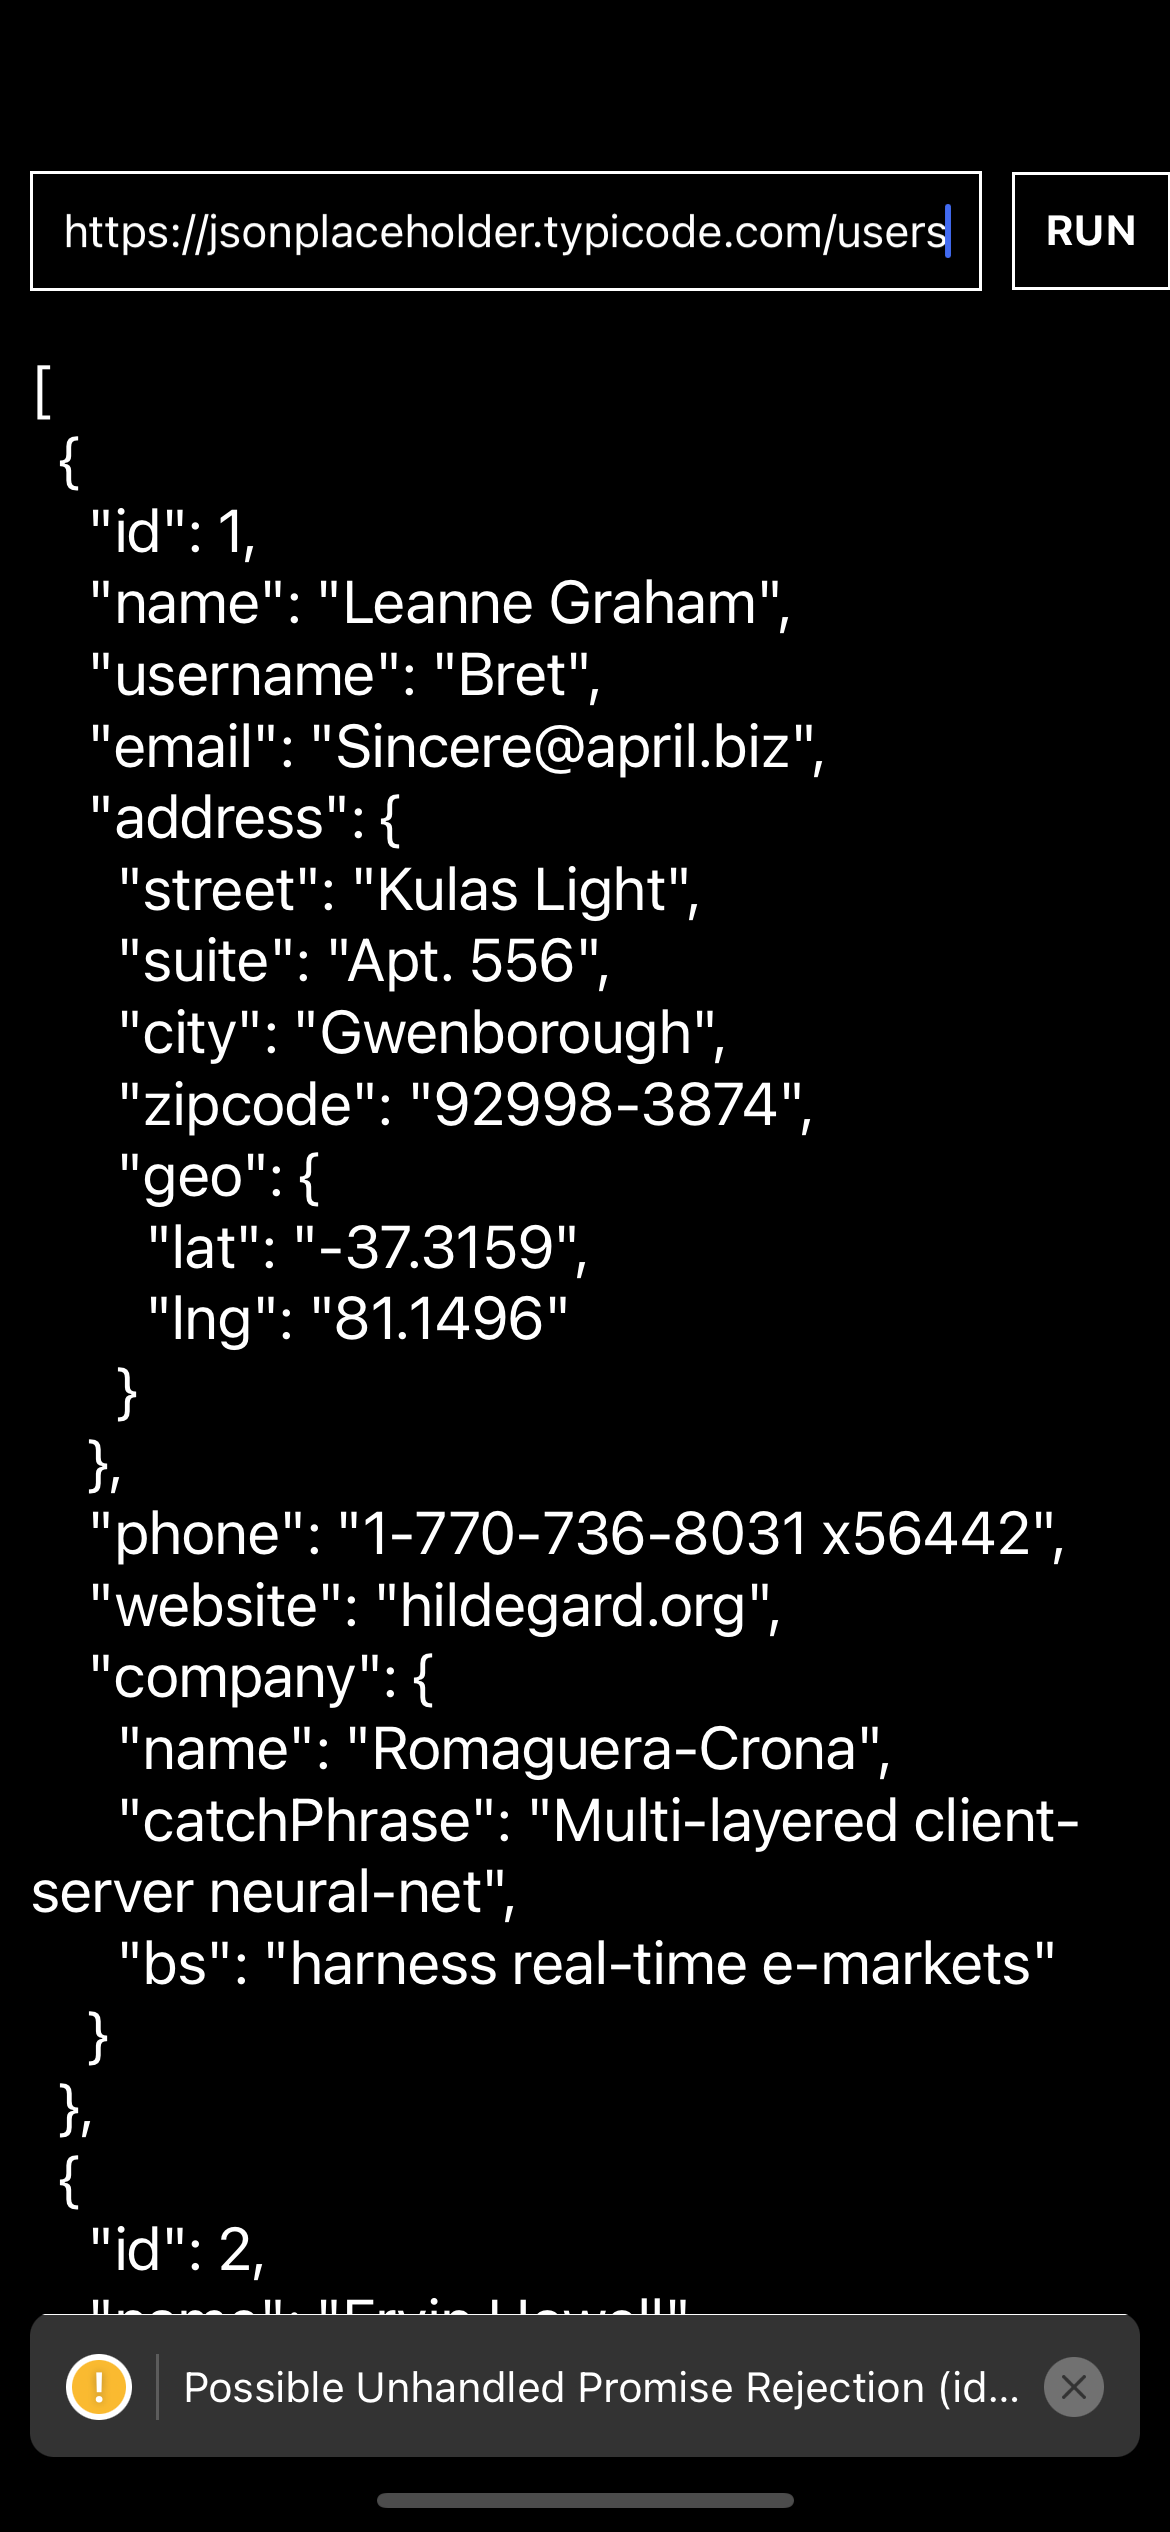 https://jsonplaceholder.typicode.com/users
RUN
[
{
"id": 1,
"name": "Leanne Graham",
"username": "Bret",
"email": "Sincere@april.biz",
"address": {
"street": "Kulas Light",
"suite": "Apt. 556",
"city": "Gwenborough",
"zipcode": "92998-3874",
"geo": {
"lat": "-37.3159",
"lng": "81.1496"
}
},
"phone": "1-770-736-8031 x56442",
"website": "hildegard.org",
"company": {
"name": "Romaguera-Crona",
"catchPhrase": "Multi-layered client-
server neural-net",
"bs": "harness real-time e-markets"
}
},
{
"id": 2,
"name": "Ervin Howell"
Possible Unhandled Promise Rejection (id...